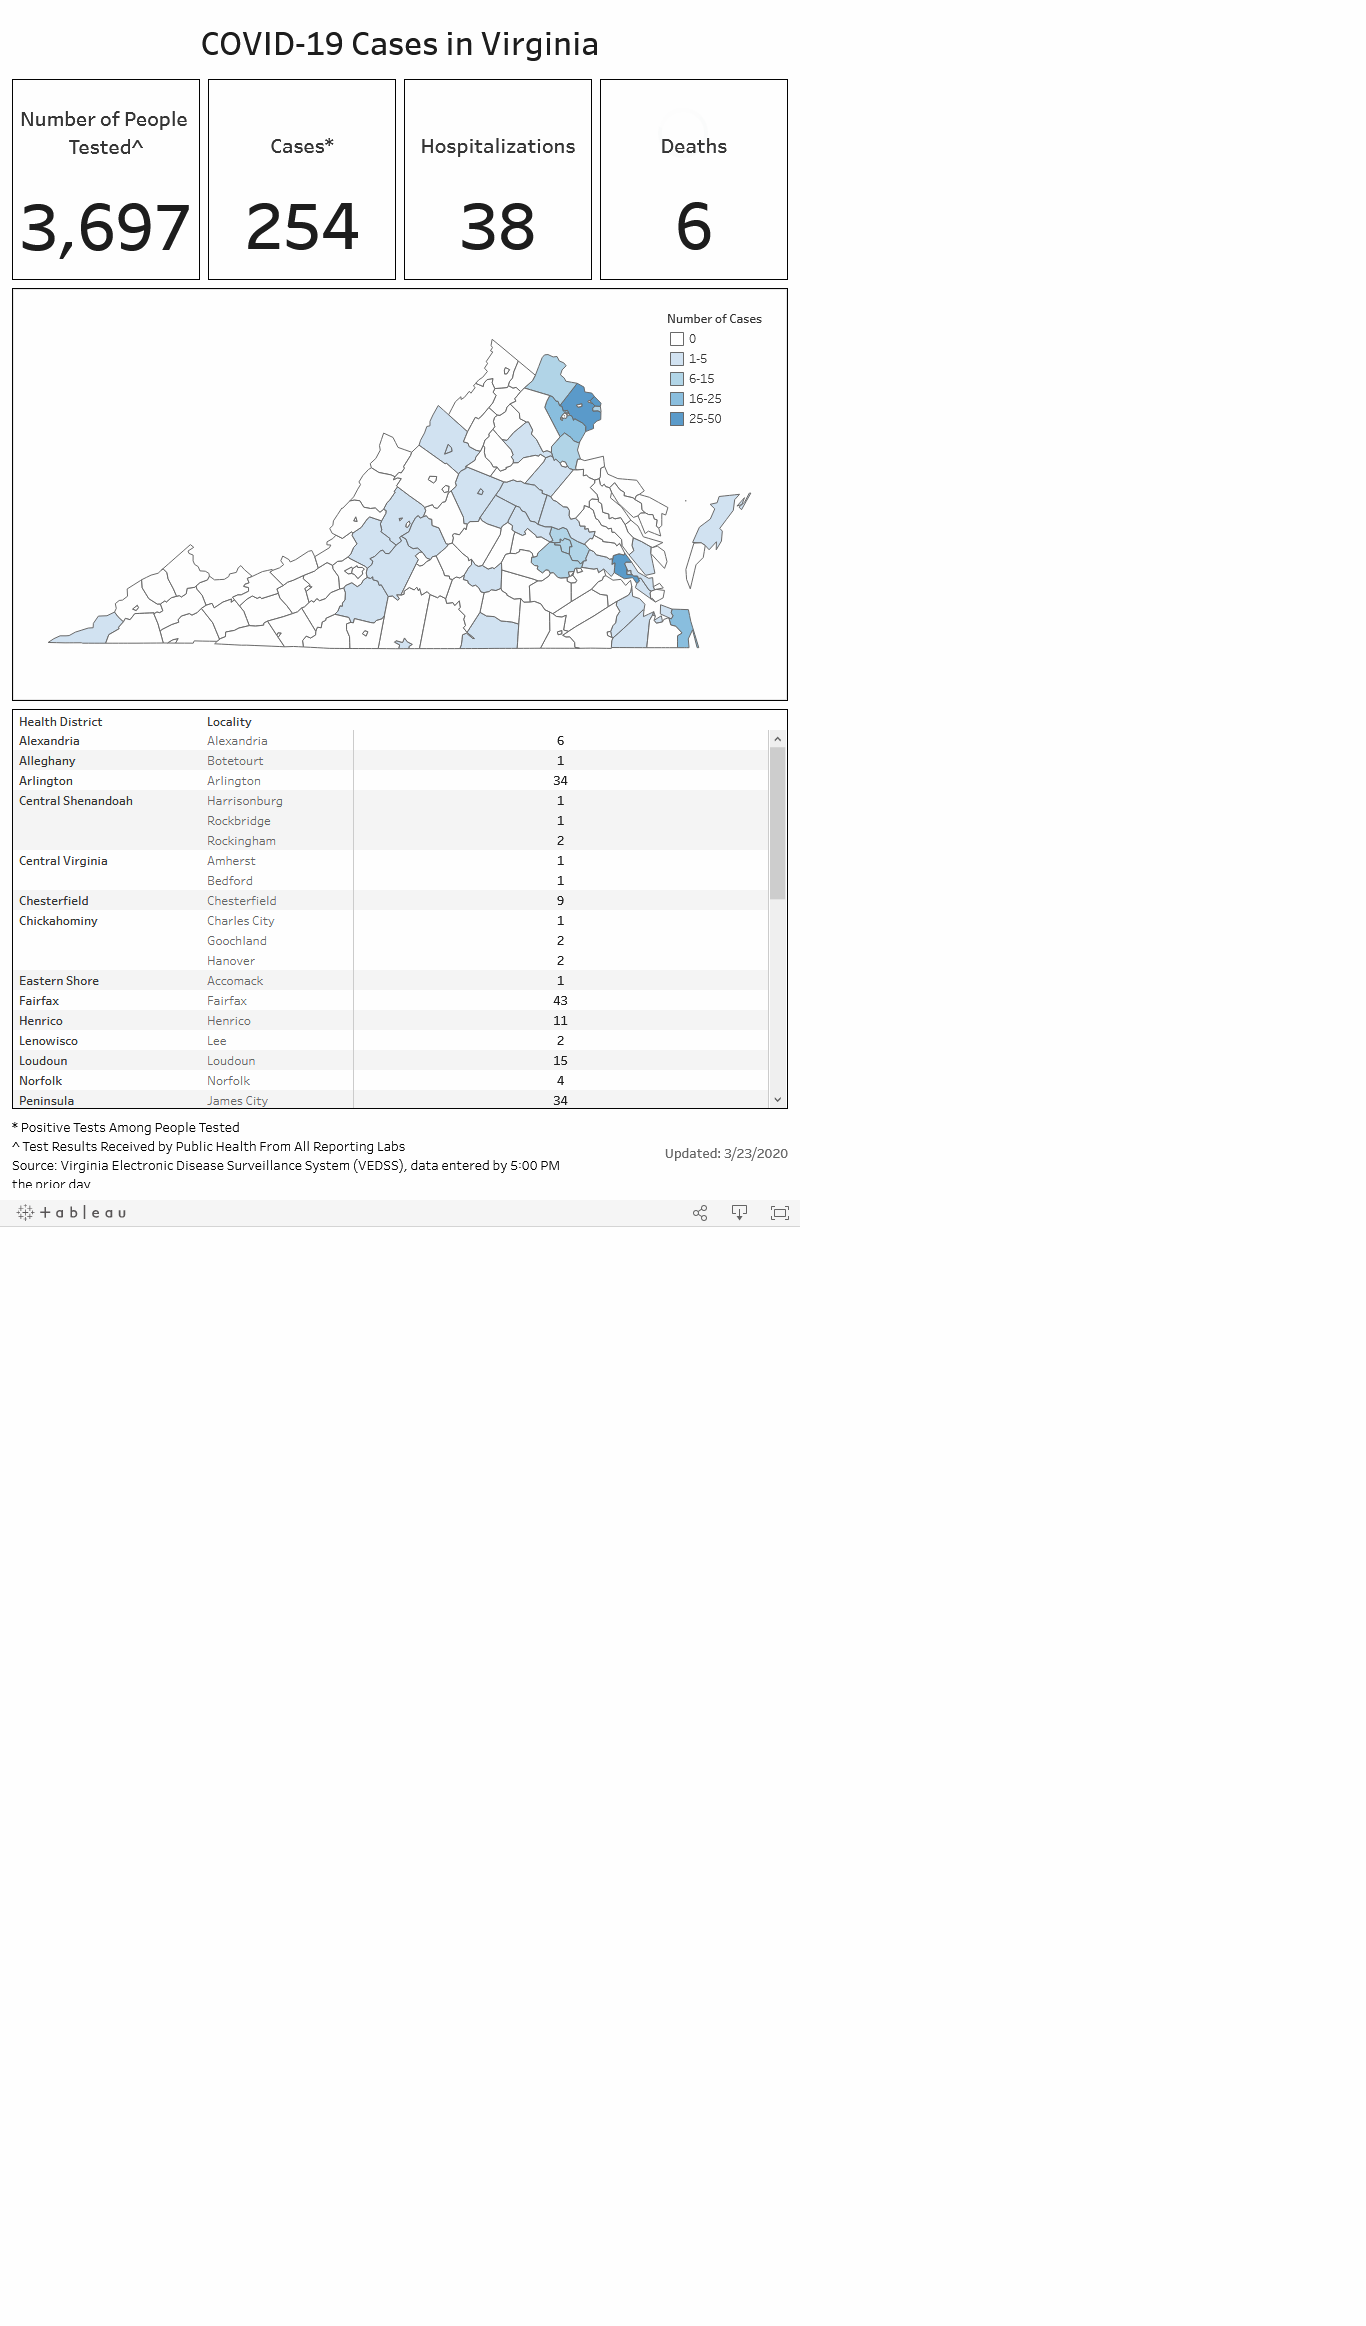 COVID-19 Cases in Virginia
Number of People
Tested^
3,697
Cases*
254
Hospitalizations
38
Deaths
6
Number of Cases
0
1-5
6-15
16-25
25-50
Health District Locality
Alexandria Alexandria 6
Alleghany Botetourt 1
Arlington Arlington 34
Central Shenandoah Harrisonburg 1
Rockbridge 1
Rockingham 2
Central Virginia Amherst 1
Bedford 1
Chesterfield Chesterfield 9
Chickahominy Charles City 1
Goochland 2
Hanover 2
Eastern Shore Accomack 1
Fairfax Fairfax 43
Henrico Henrico 11
Lenowisco Lee 2
Loudoun Loudoun 15
Norfolk Norfolk 4
Peninsula James City 34
* Positive Tests Among People Tested
^ Test Results Received by Public Health From All Reporting Labs
Source: Virginia Electronic Disease Surveillance System (VEDSS), data entered by 5:00 PM
the prior day
Updated: 3/23/2020
+ableau